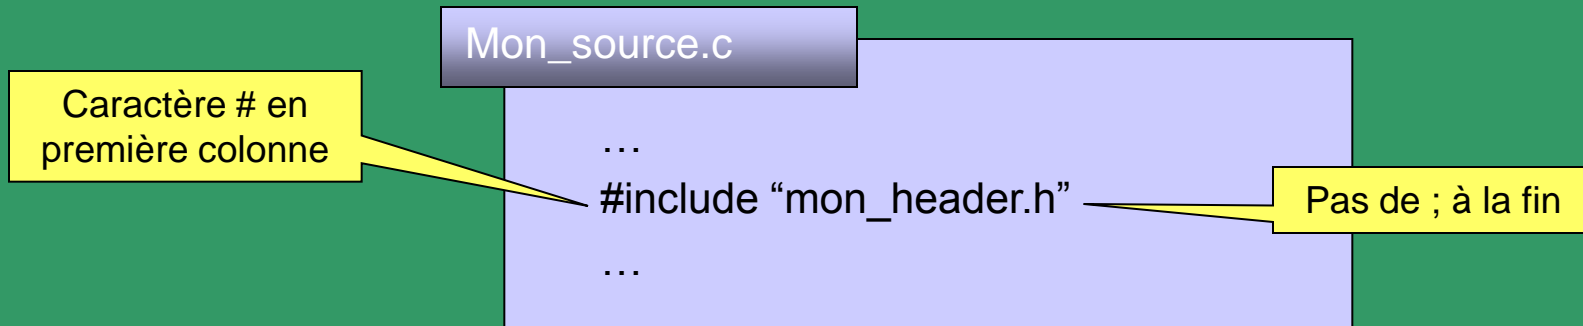 Mon_source.c
Caractère # en
première colonne
…
#include “mon_header.h”
Pas de ; à la fin
…